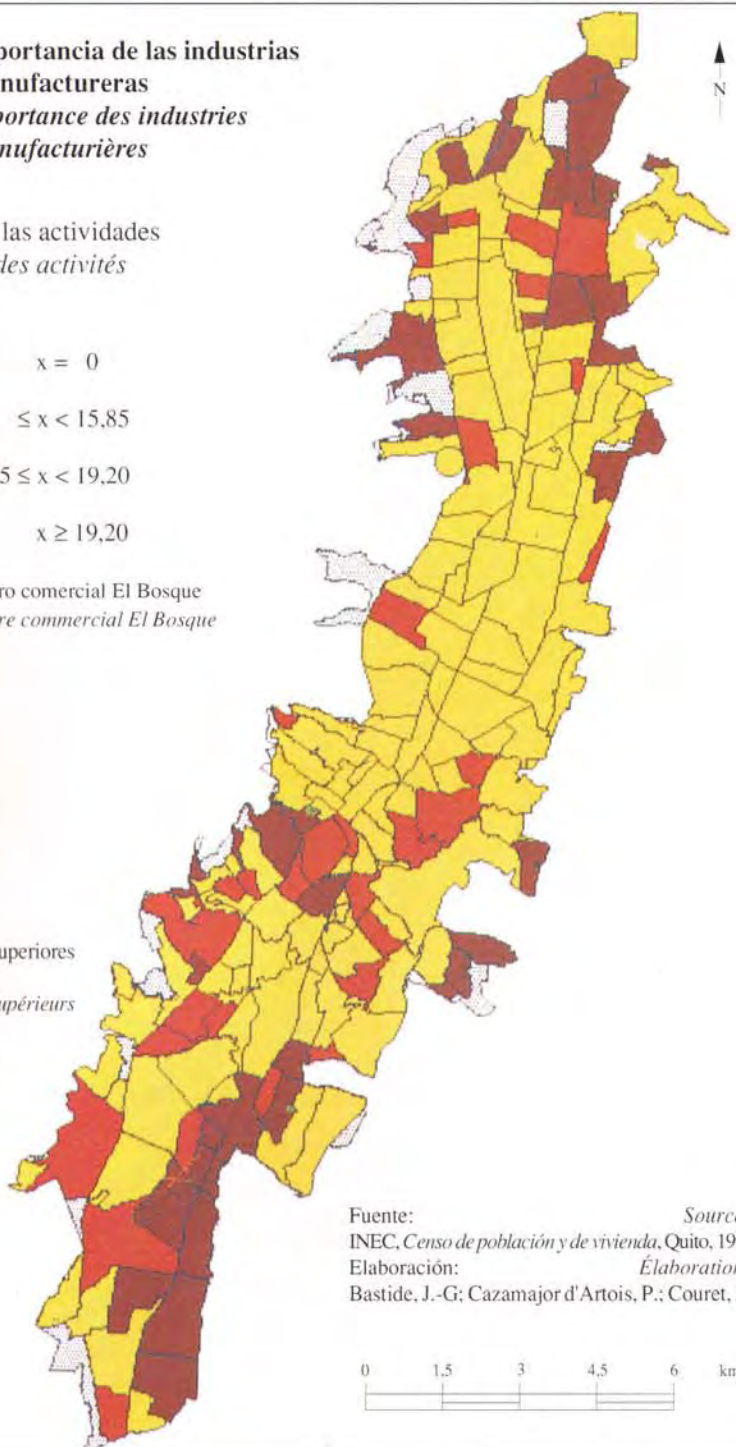 portancia de las industrias
nufactureras
portance des industries
nufacturières
las actividades
des activités
x = 0
≤ x < 15,85
5 ≤ x < 19,20
x ≥ 19,20
ro comercial El Bosque
re commercial El Bosque
uperiores
upérieurs
N
Fuente: Source
INEC, Censo de población y de vivienda, Quito, 19
Elaboración: Élaboration
Bastide, J.-G; Cazamajor d'Artois, P.; Couret,
0 1,5 3 4,5 6 km